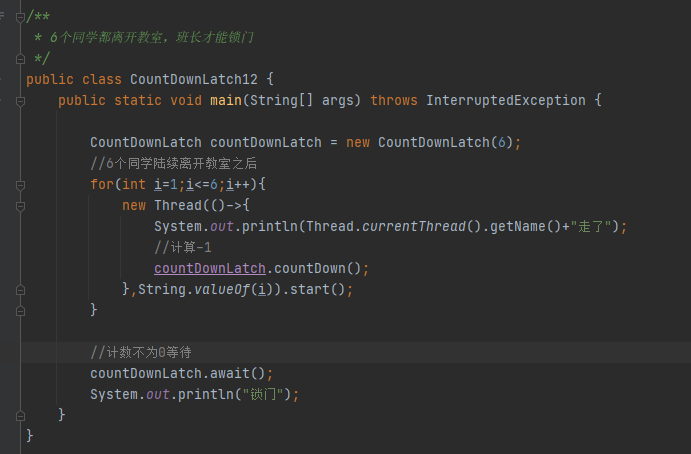 /**
 * 6个同学都离开教室，班长才能锁门
 */
public class CountDownLatch12 {
    public static void main(String[] args) throws InterruptedException {
        CountDownLatch countDownLatch = new CountDownLatch(6);
        //6个同学陆续离开教室之后
        for(int i=1;i<=6;i++){
            new Thread(()->{
                System.out.println(Thread.currentThread().getName()+"走了");
                //计算-1
                countDownLatch.countDown();
            },String.valueOf(i)).start();
        }
        //计数不为0等待
        countDownLatch.await();
        System.out.println("锁门");
    }
}